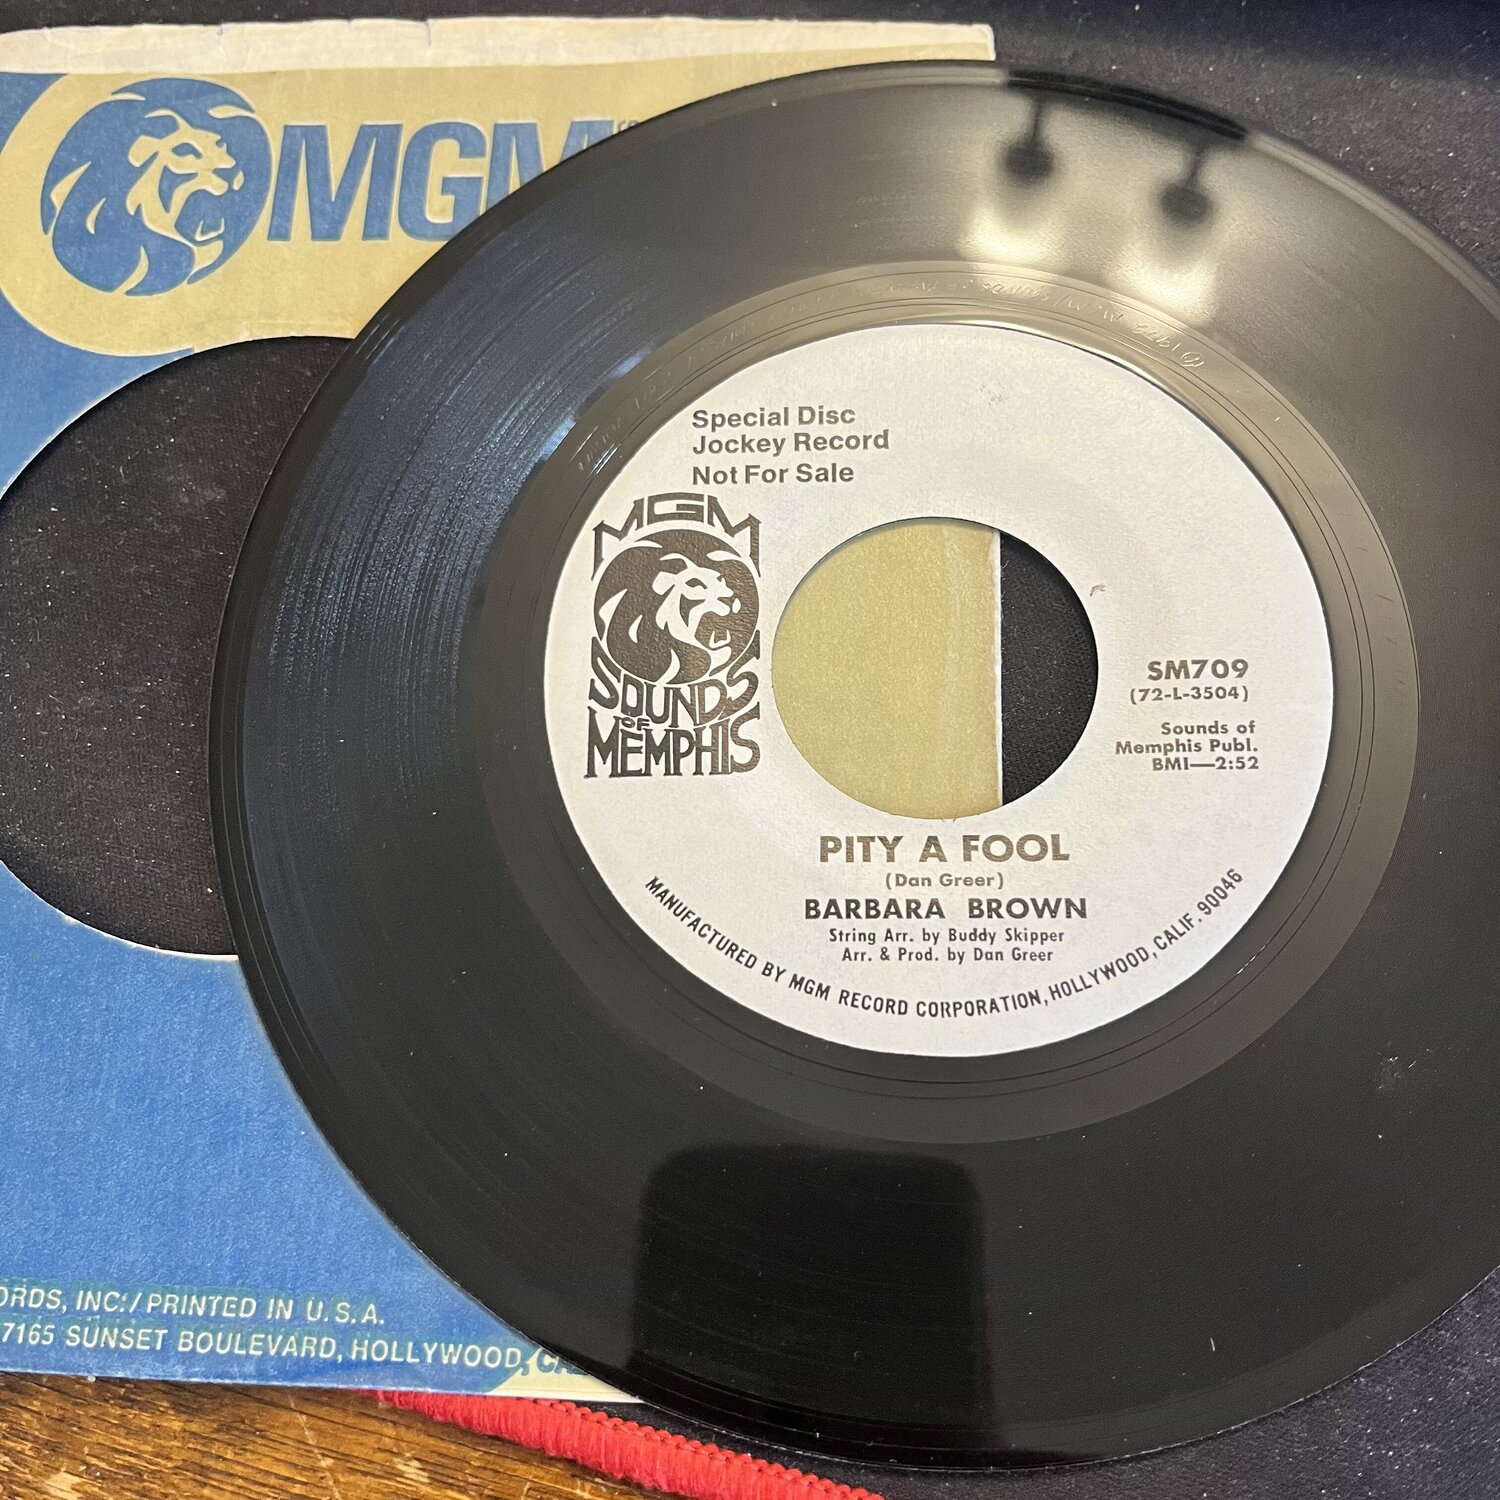 MGM
Special Disc
Jockey Record
Not For Sale
MGM
SOUNDS
OF
MEMPHIS
SM709
(72-L-3504)
Sounds of
Memphis Publ.
BMI—2:52
PITY A FOOL
(Dan Greer)
BARBARA BROWN
String Arr. by Buddy Skipper
Arr. & Prod. by Dan Greer
MANUFACTURED BY MGM RECORD CORPORATION, HOLLYWOOD, CALIF. 90046
ORDS, INC. / PRINTED IN U.S.A.
7165 SUNSET BOULEVARD, HOLLYWOOD,